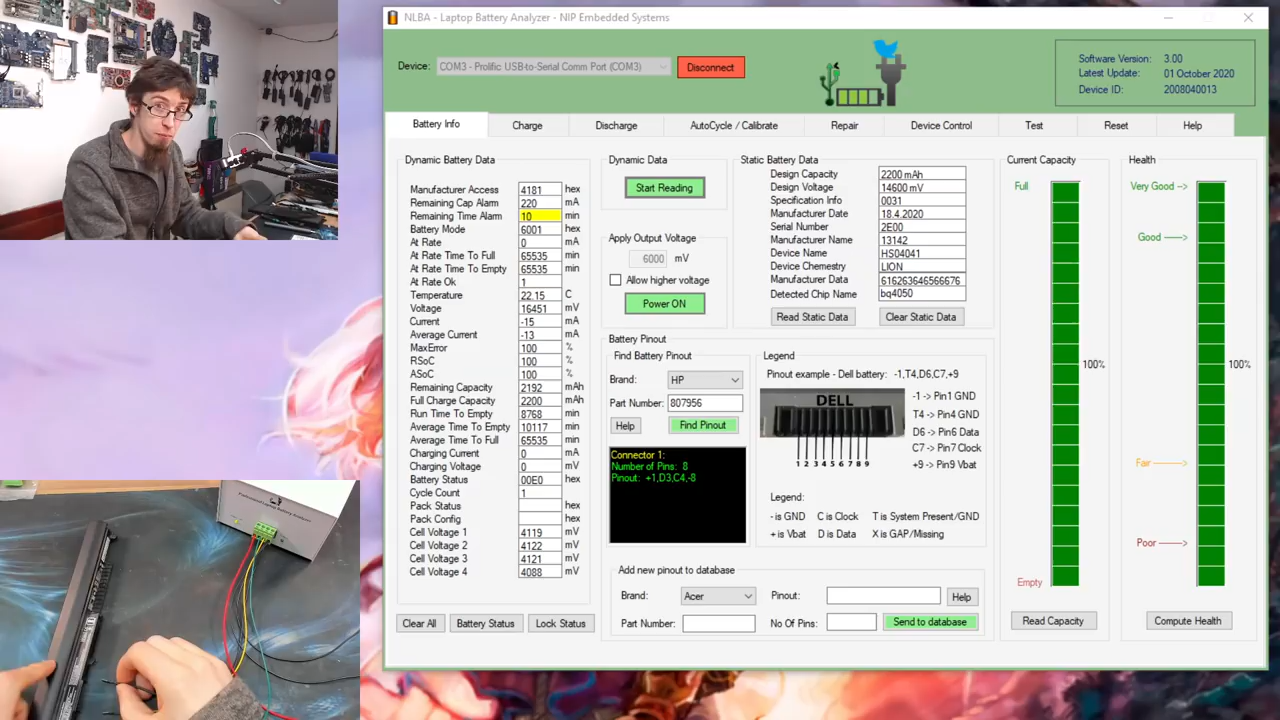 NLBA - Laptop Battery Analyzer - NIP Embedded Systems
Device: COM3 - Prolific USB-to-Serial Comm Port (COM3) Disconnect
Software Version: 3.00
Latest Update: 01 October 2020
Device ID: 2008040013
Battery Info Charge Discharge AutoCycle / Calibrate Repair Device Control Test Reset Help
Dynamic Battery Data
Manufacturer Access 4181 hex
Remaining Cap Alarm 220 mA
Remaining Time Alarm 10 min
Battery Mode 6001 hex
At Rate 0 mA
At Rate Time To Full 65535 min
At Rate Time To Empty 65535 min
At Rate Ok 1
Temperature 22.15 C
Voltage 16451 mV
Current -15 mA
Average Current -13 mA
MaxError 100 %
RSoC 100 %
ASoC 100 %
Remaining Capacity 2192 mAh
Full Charge Capacity 2200 mAh
Run Time To Empty 8768 min
Average Time To Empty 10117 min
Average Time To Full 65535 min
Charging Current 0 mA
Charging Voltage 0 mV
Battery Status 00E0 hex
Cycle Count 1
Pack Status hex
Pack Config hex
Cell Voltage 1 4119 mV
Cell Voltage 2 4122 mV
Cell Voltage 3 4121 mV
Cell Voltage 4 4088 mV
Clear All Battery Status Lock Status
Dynamic Data
Start Reading
Apply Output Voltage
6000 mV
Allow higher voltage
Power ON
Static Battery Data
Design Capacity 2200 mAh
Design Voltage 14600 mV
Specification Info 0031
Manufacturer Date 18.4.2020
Serial Number 2E00
Manufacturer Name 13142
Device Name HS04041
Device Chemestry LION
Manufacturer Data 616263646566676
Detected Chip Name bq4050
Read Static Data Clear Static Data
Battery Pinout
Find Battery Pinout
Brand: HP
Part Number: 807956
Help Find Pinout
Connector 1:
Number of Pins: 8
Pinout: +1,D3,C4,-8
Legend
Pinout example - Dell battery: -1,T4,D6,C7,+9
DELL
1 2 3 4 5 6 7 8 9
-1 -> Pin1 GND
T4 -> Pin4 GND
D6 -> Pin6 Data
C7 -> Pin7 Clock
+9 -> Pin9 Vbat
Legend:
- is GND C is Clock T is System Present/GND
+ is Vbat D is Data X is GAP/Missing
Add new pinout to database
Brand: Acer Pinout: Help
Part Number: No Of Pins: Send to database
Current Capacity
Full
100%
Empty
Read Capacity
Health
Very Good -->
Good -->
100%
Fair -->
Poor -->
Compute Health